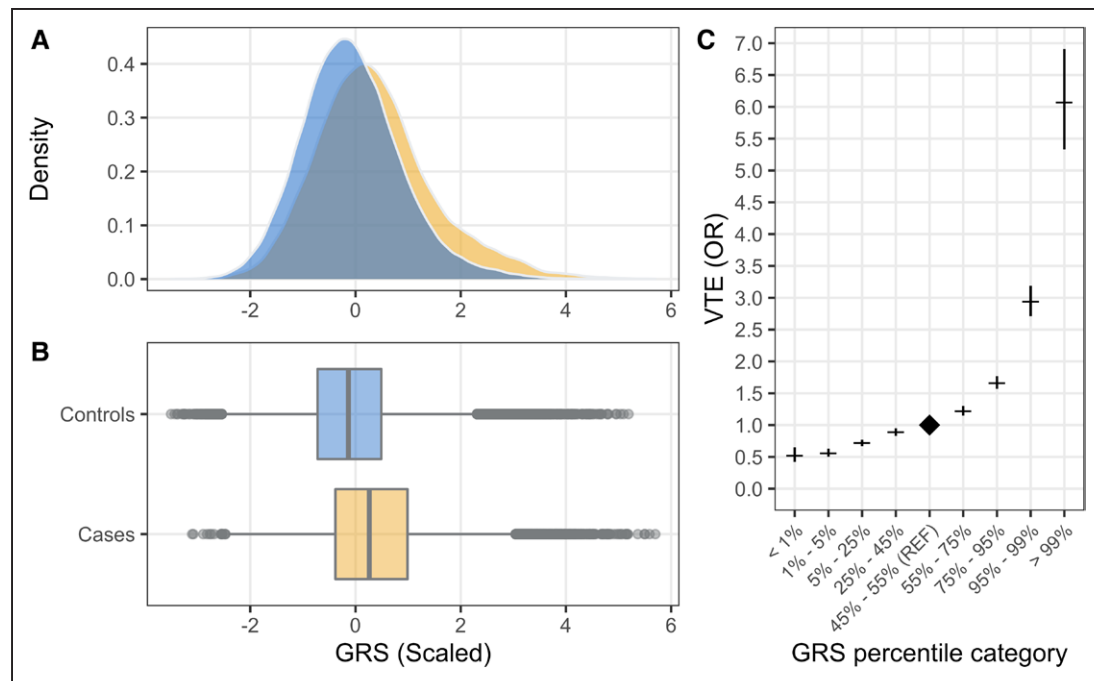 A
Density
0.4
0.3
0.2
0.1
0.0
-2 0 2 4 6
B
Controls
Cases
-2 0 2 4 6
GRS (Scaled)
C
VTE (OR)
7.0
6.5
6.0
5.5
5.0
4.5
4.0
3.5
3.0
2.5
2.0
1.5
1.0
0.5
0.0
< 1%
1% - 5%
5% - 25%
25% - 45%
45% - 55% (REF)
55% - 75%
75% - 95%
95% - 99%
> 99%
GRS percentile category